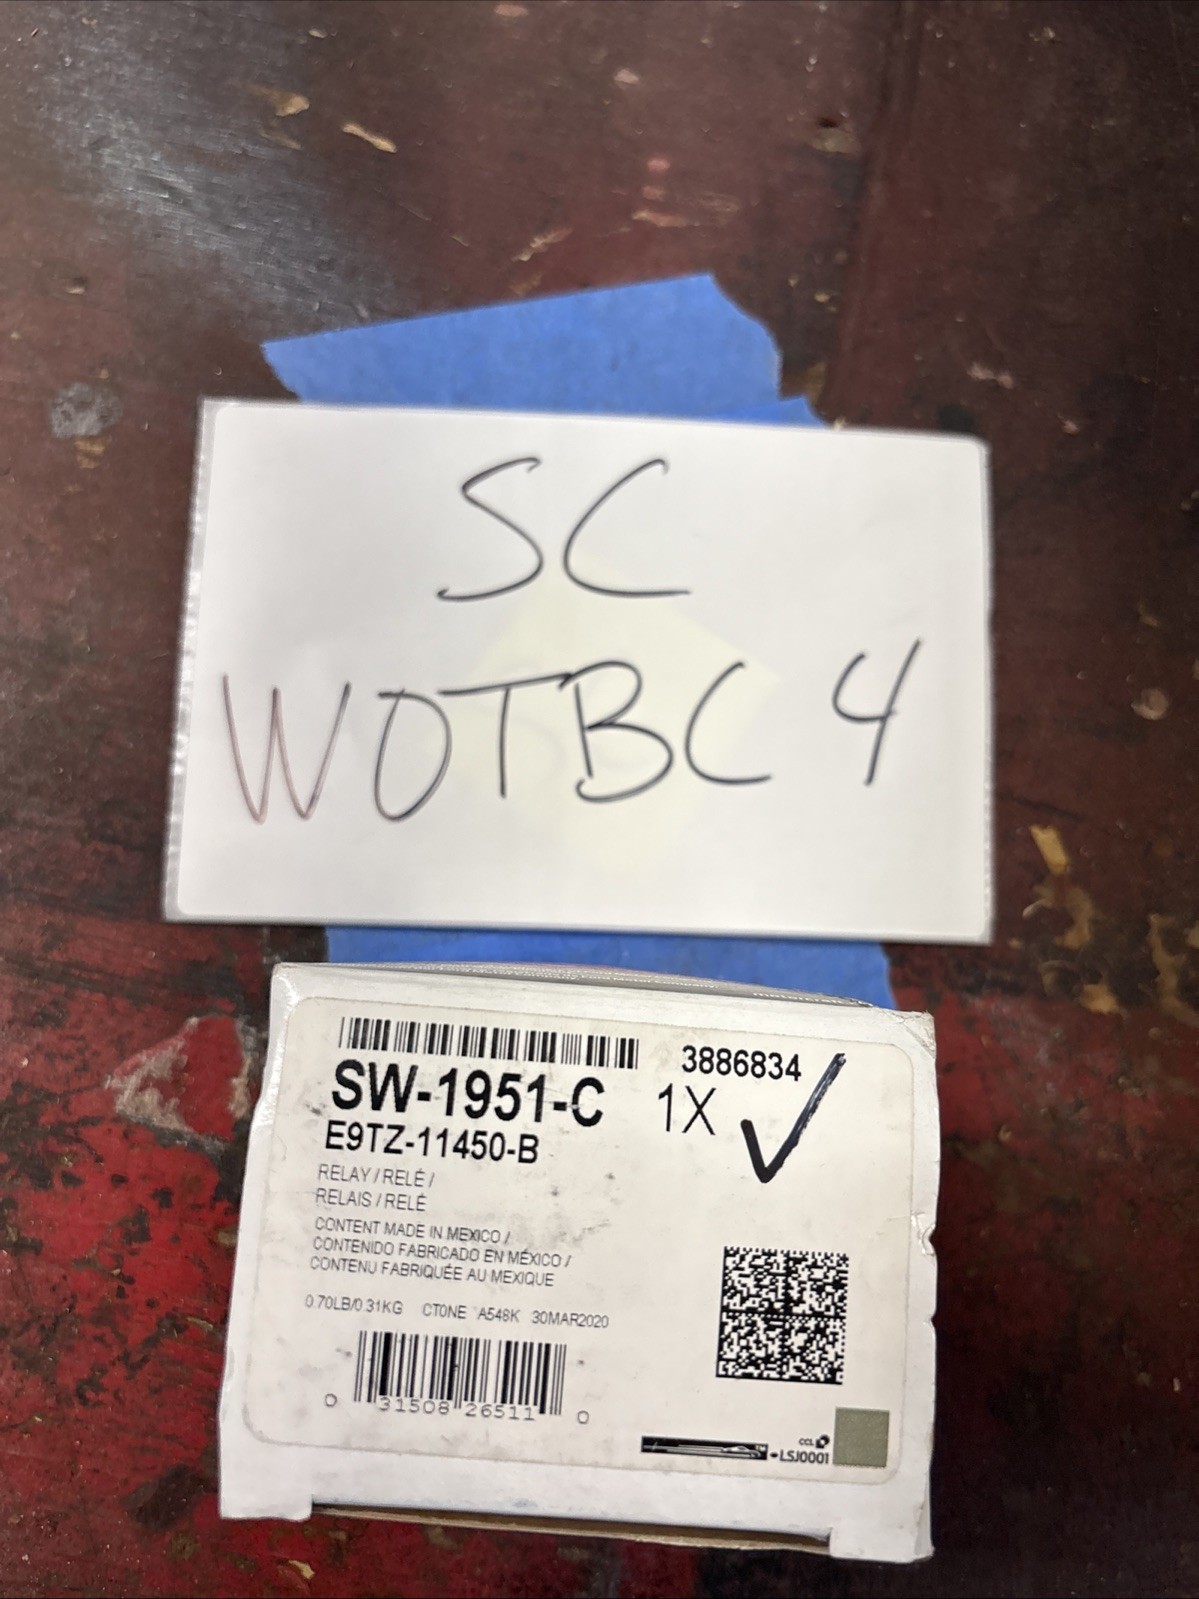 SC
WOTBC 4
SW-1951-C
3886834
1X
E9TZ-11450-B
RELAY / RELÉ /
RELAIS / RELÉ
CONTENT MADE IN MEXICO /
CONTENIDO FABRICADO EN MÉXICO /
CONTENU FABRIQUÉE AU MEXIQUE
0.70LB/0.31KG CT0NE A548K 30MAR2020
0 31508 26511 0
CCL
LSJ0001